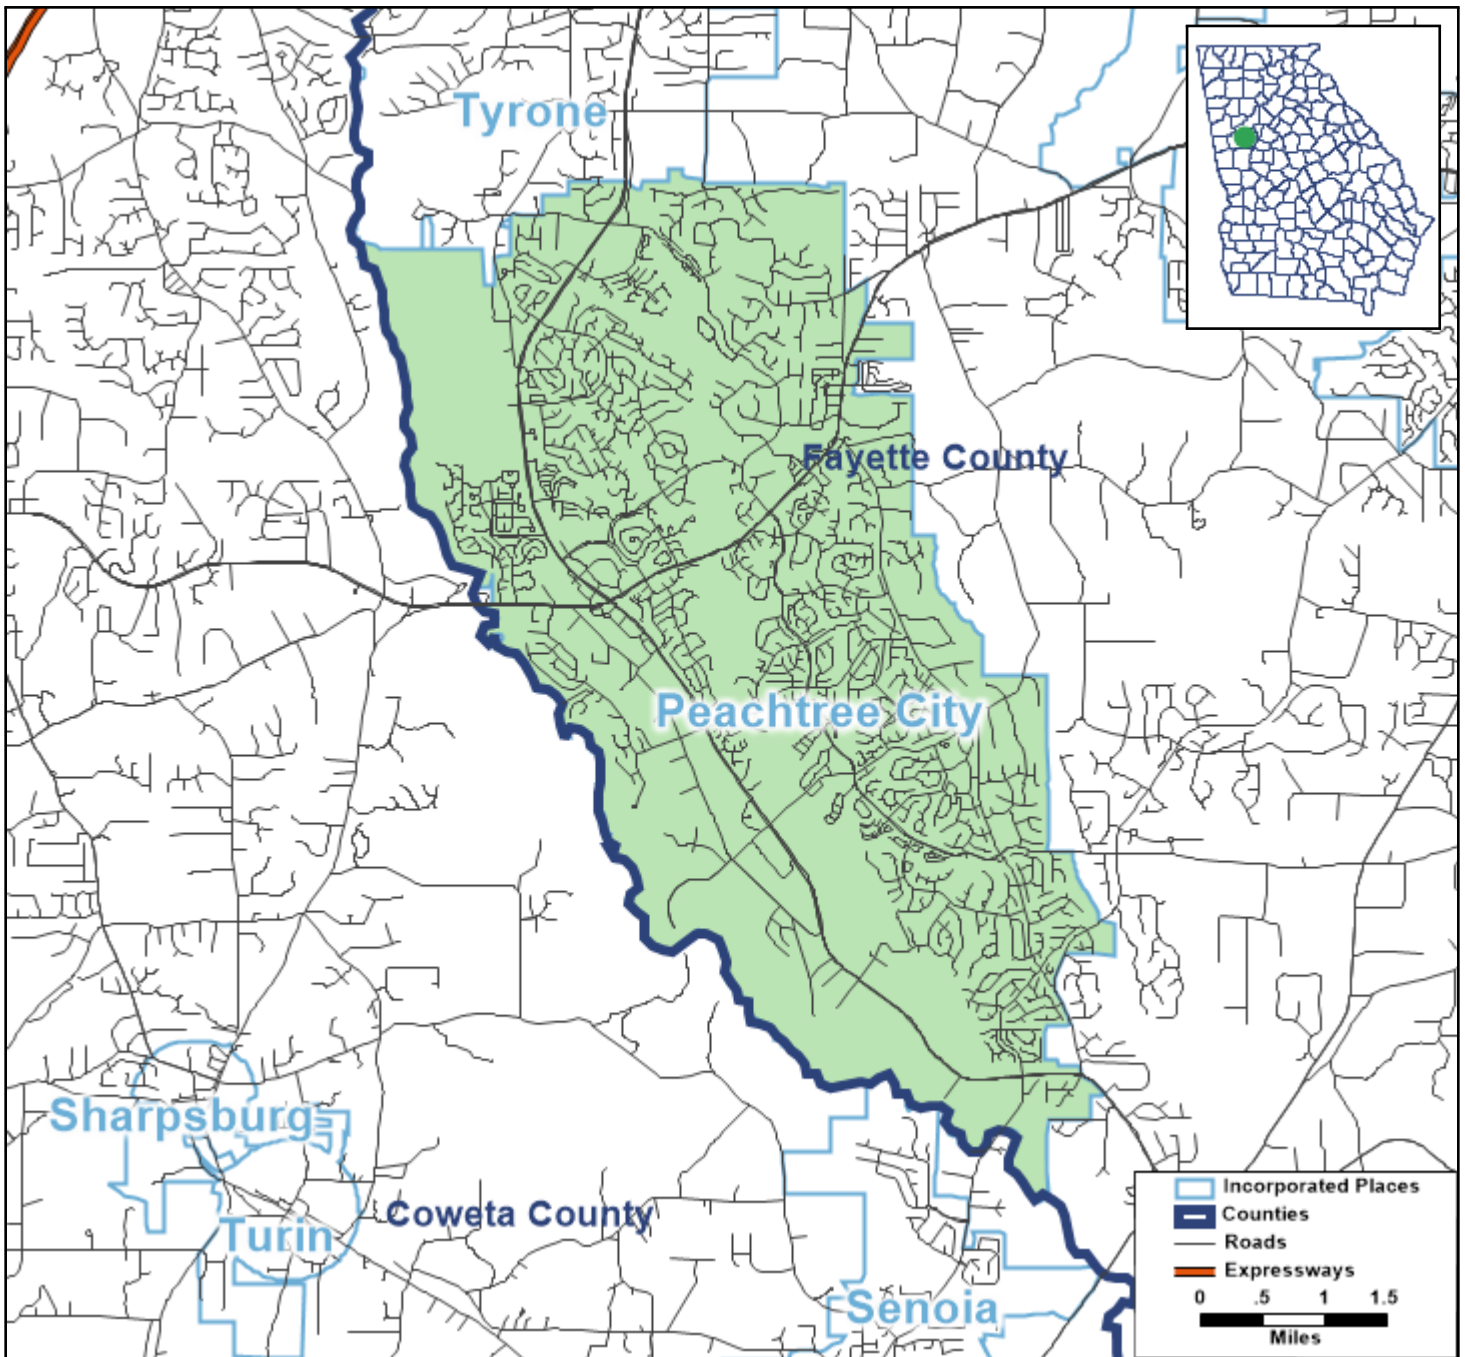 Tyrone
Fayette County
Peachtree City
Sharpsburg
Coweta County
Turin
Senoia
Incorporated Places
Counties
Roads
Expressways
0 .5 1 1.5
Miles